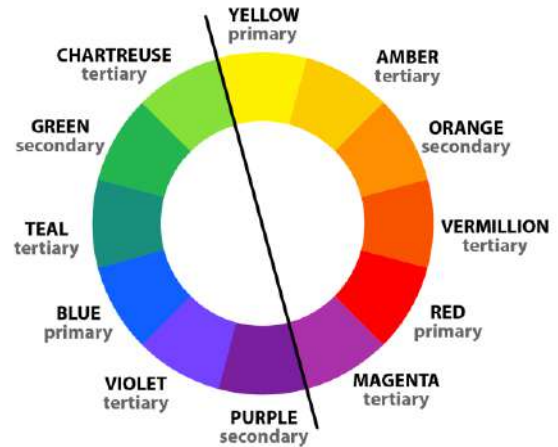 YELLOW
primary
AMBER
tertiary
ORANGE
secondary
VERMILLION
tertiary
RED
primary
MAGENTA
tertiary
PURPLE
secondary
VIOLET
tertiary
BLUE
primary
TEAL
tertiary
GREEN
secondary
CHARTREUSE
tertiary